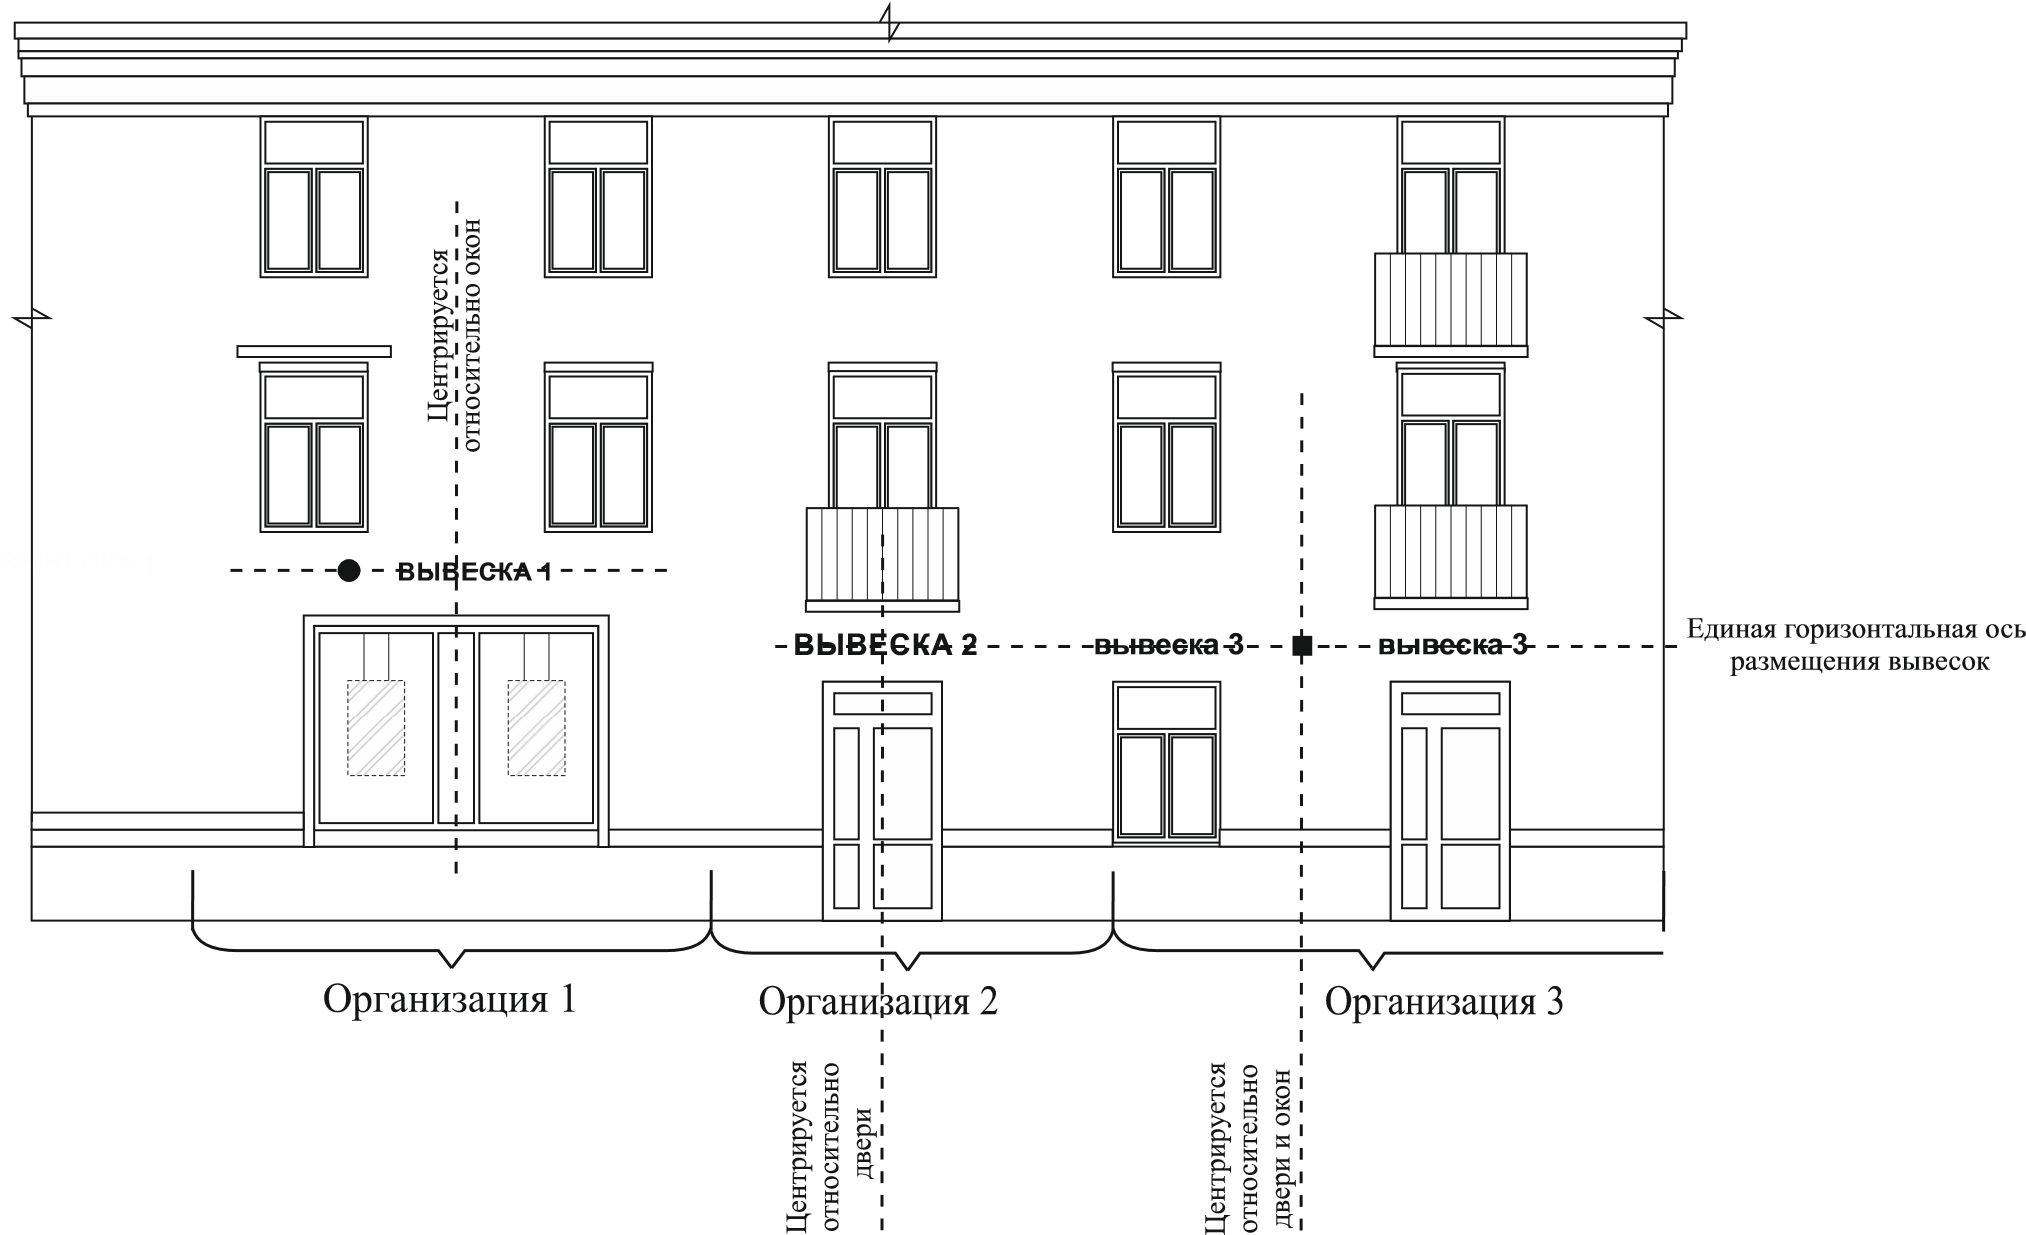 Центрируется
относительно окон
ВЫВЕСКА 1
ВЫВЕСКА 2
вывеска 3
вывеска 3
Единая горизонтальная ось
размещения вывесок
Организация 1
Организация 2
Организация 3
Центрируется
относительно
двери
Центрируется
относительно
двери и окон